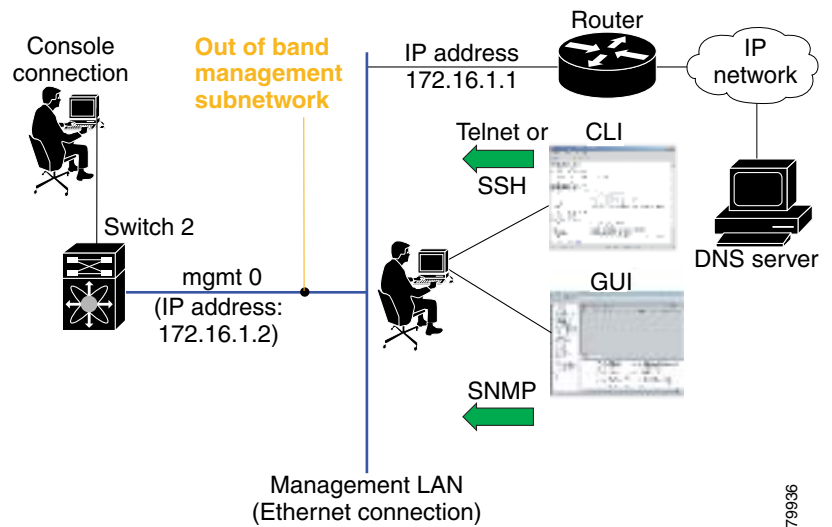 Router
Console
connection
Out of band
management
subnetwork
IP address
172.16.1.1
IP
network
Telnet or
CLI
SSH
Switch 2
DNS server
mgmt 0
(IP address:
172.16.1.2)
GUI
SNMP
Management LAN
(Ethernet connection)
79936